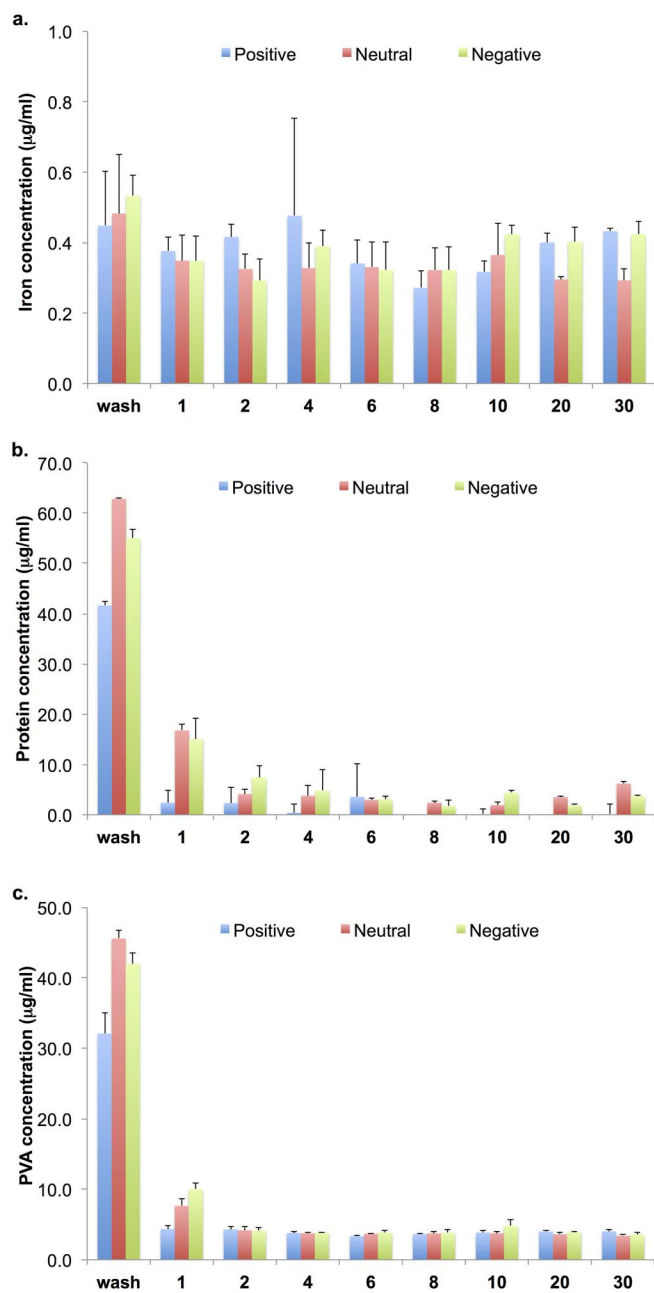 a.
Iron concentration (μg/ml)
1.0
0.8
0.6
0.4
0.2
0.0
Positive Neutral Negative
wash 1 2 4 6 8 10 20 30
b.
Protein concentration (μg/ml)
70.0
60.0
50.0
40.0
30.0
20.0
10.0
0.0
Positive Neutral Negative
wash 1 2 4 6 8 10 20 30
c.
PVA concentration (μg/ml)
50.0
40.0
30.0
20.0
10.0
0.0
Positive Neutral Negative
wash 1 2 4 6 8 10 20 30